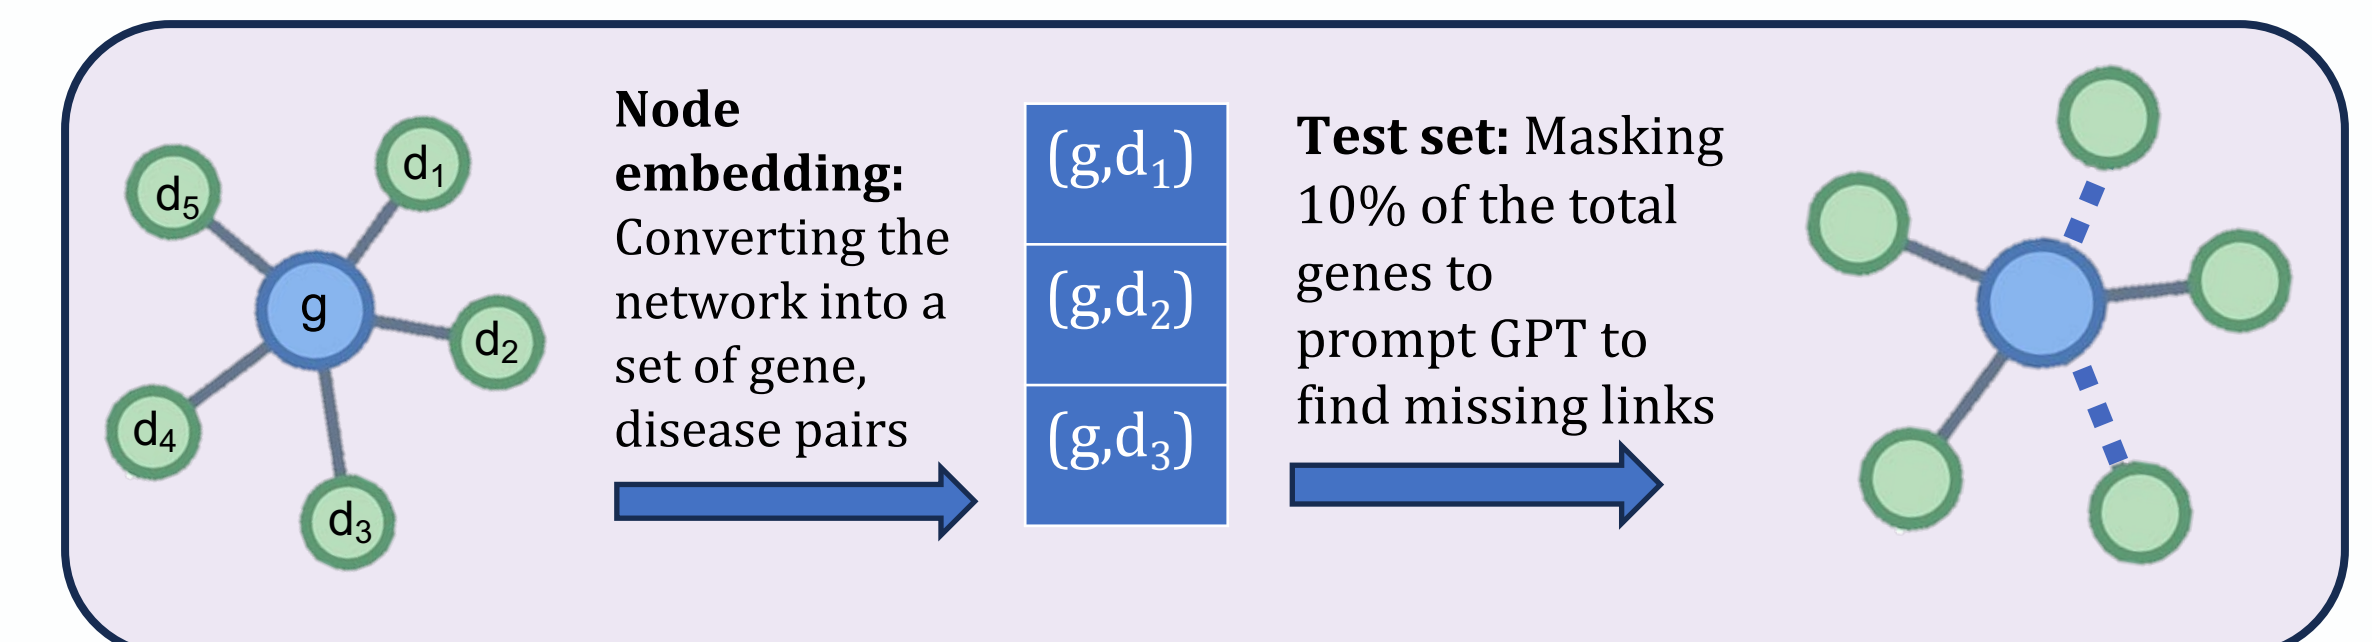 d₁
d₅
g
d₂
d₄
d₃
Node
embedding:
Converting the
network into a
set of gene,
disease pairs
(g,d₁)
(g,d₂)
(g,d₃)
Test set: Masking
10% of the total
genes to
prompt GPT to
find missing links